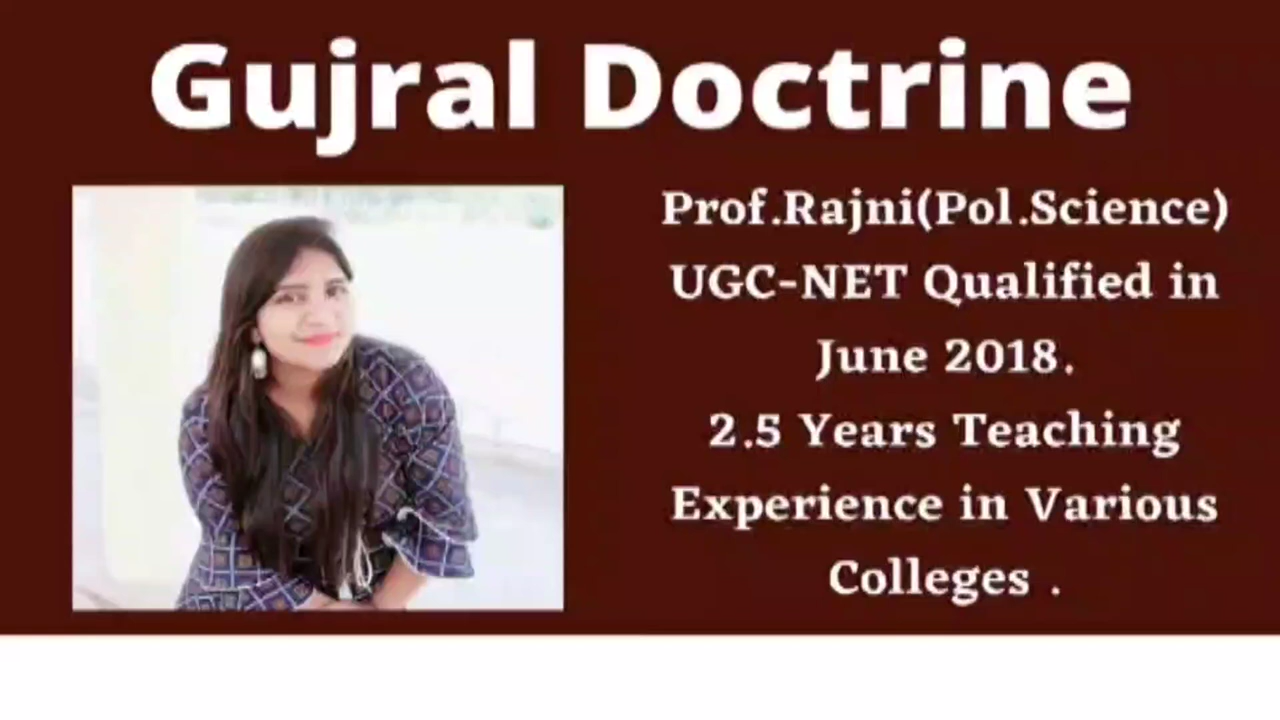 Gujral Doctrine
Prof.Rajni(Pol.Science)
UGC-NET Qualified in
June 2018.
2.5 Years Teaching
Experience in Various
Colleges .